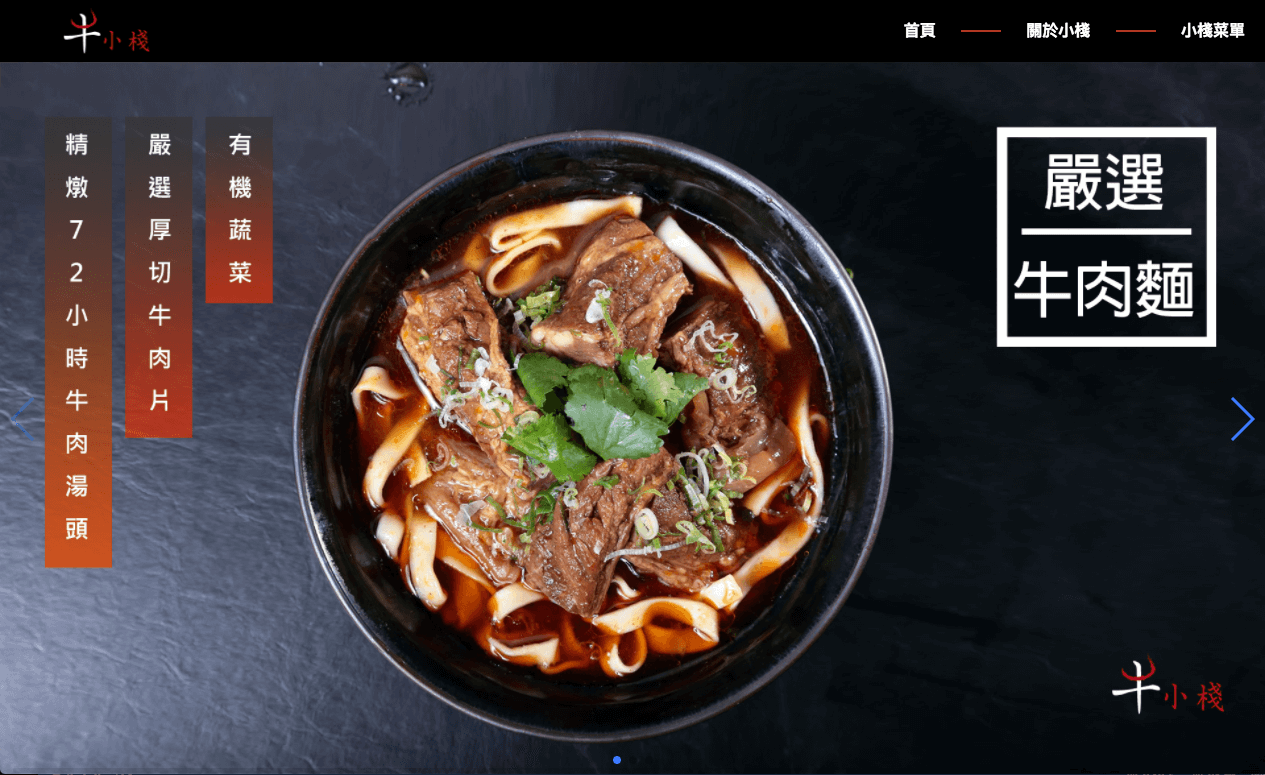 牛小棧
首頁
關於小棧
小棧菜單
精燉72小時牛肉湯頭
嚴選厚切牛肉片
有機蔬菜
嚴選
牛肉麵
牛小棧